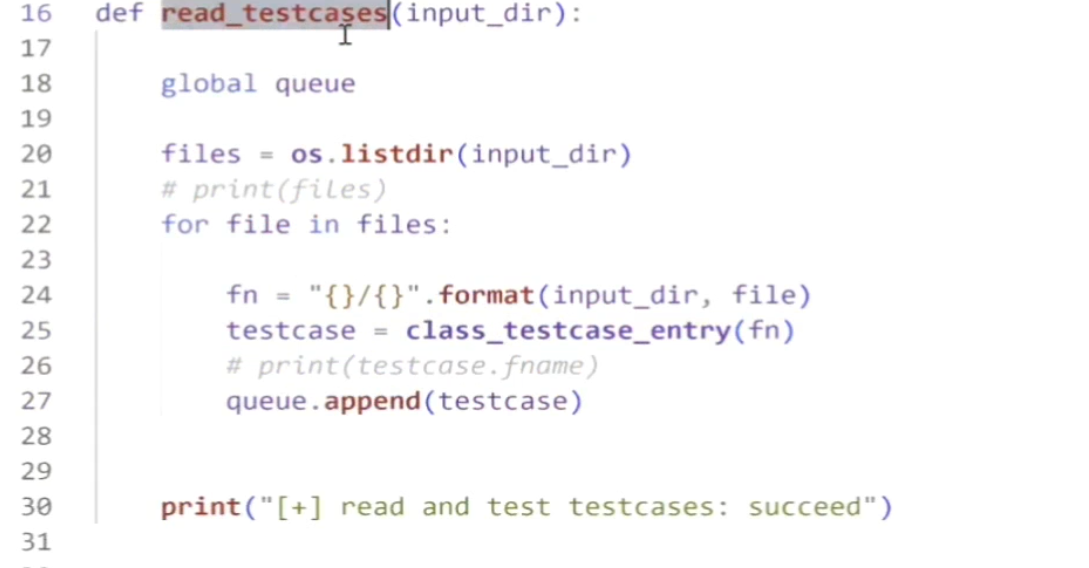 16 def read_testcases(input_dir):
17
18 global queue
19
20 files = os.listdir(input_dir)
21 # print(files)
22 for file in files:
23
24 fn = "{}/{}".format(input_dir, file)
25 testcase = class_testcase_entry(fn)
26 # print(testcase.fname)
27 queue.append(testcase)
28
29
30 print("[+] read and test testcases: succeed")
31